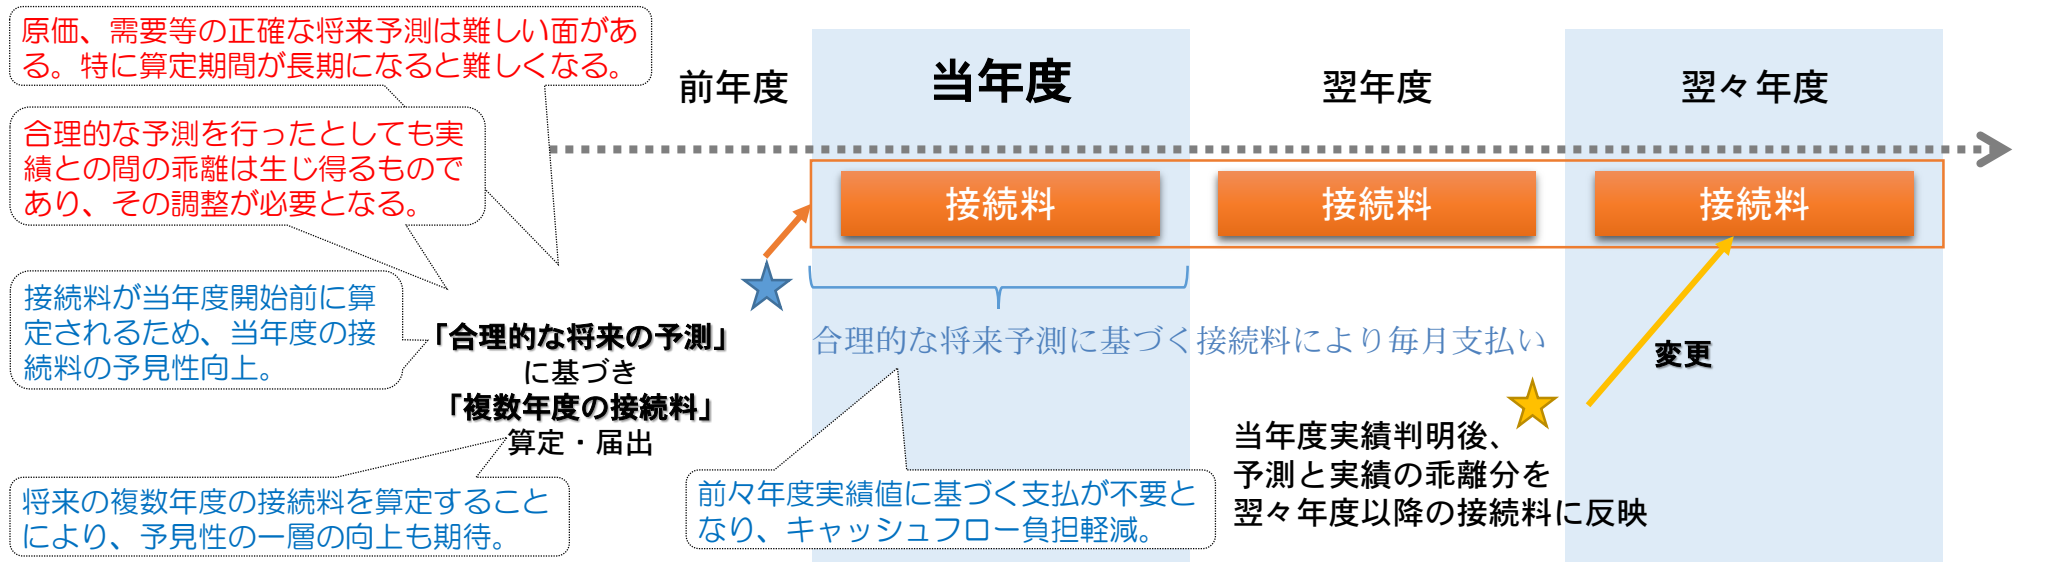 原価、需要等の正確な将来予測は難しい面があ
る。特に算定期間が長期になると難しくなる。
合理的な予測を行ったとしても実
績との間の乖離は生じ得るもので
あり、その調整が必要となる。
接続料が当年度開始前に算
定されるため、当年度の接
続料の予見性向上。
「合理的な将来の予測」
に基づき
「複数年度の接続料」
算定・届出
将来の複数年度の接続料を算定すること
により、予見性の一層の向上も期待。
前年度
当年度
翌年度
翌々年度
接続料
接続料
接続料
合理的な将来予測に基づく接続料により毎月支払い
変更
前々年度実績値に基づく支払が不要と
なり、キャッシュフロー負担軽減。
当年度実績判明後、
予測と実績の乖離分を
翌々年度以降の接続料に反映